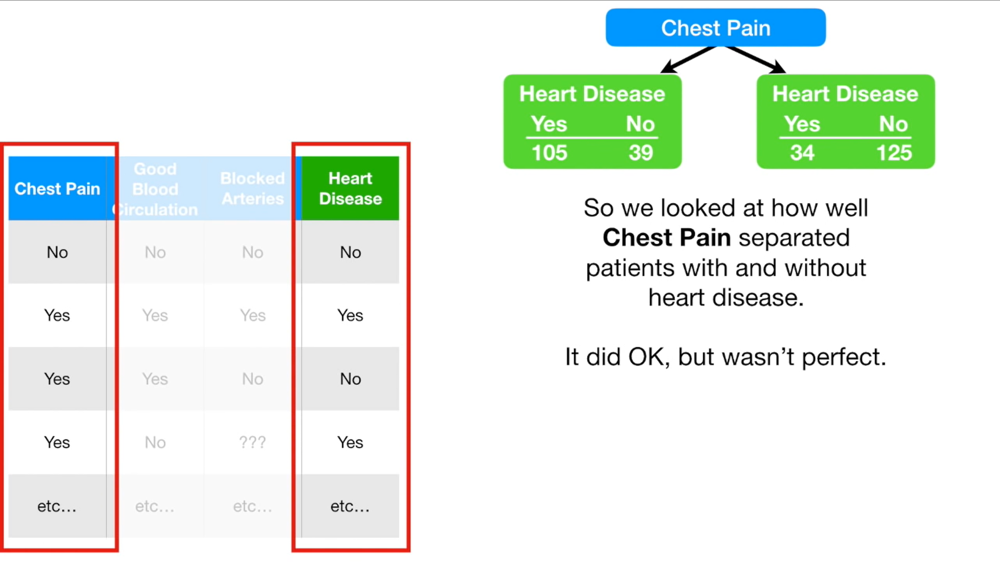 Chest Pain
Heart Disease
Yes No
105 39
Heart Disease
Yes No
34 125
Chest Pain
Good
Blood
Circulation
Blocked
Arteries
Heart
Disease
No No No No
Yes Yes Yes Yes
Yes Yes No No
Yes No ??? Yes
etc… etc… etc… etc…
So we looked at how well
Chest Pain separated
patients with and without
heart disease.
It did OK, but wasn’t perfect.